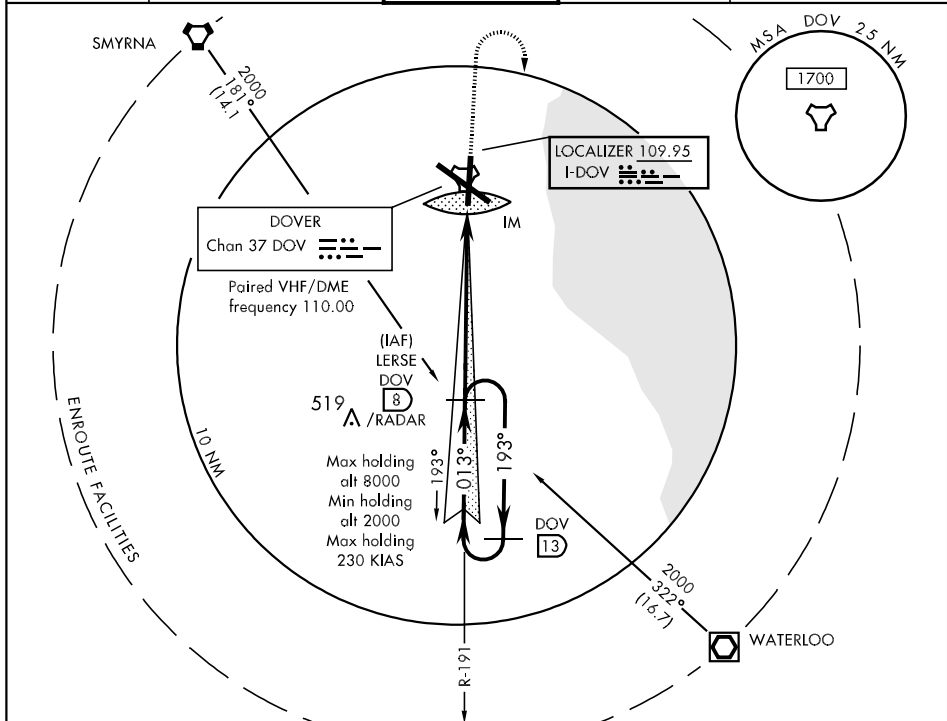 SMYRNA
2000
181°
(14.1
MSA DOV 25 NM
1700
LOCALIZER 109.95
I-DOV
IM
DOVER
Chan 37 DOV
Paired VHF/DME
frequency 110.00
(IAF)
LERSE
DOV
8
519
/RADAR
10 NM
ENROUTE FACILITIES
193°
013°
193°
Max holding
alt 8000
Min holding
alt 2000
Max holding
230 KIAS
DOV
13
2000
322°
(16.7)
WATERLOO
R-191